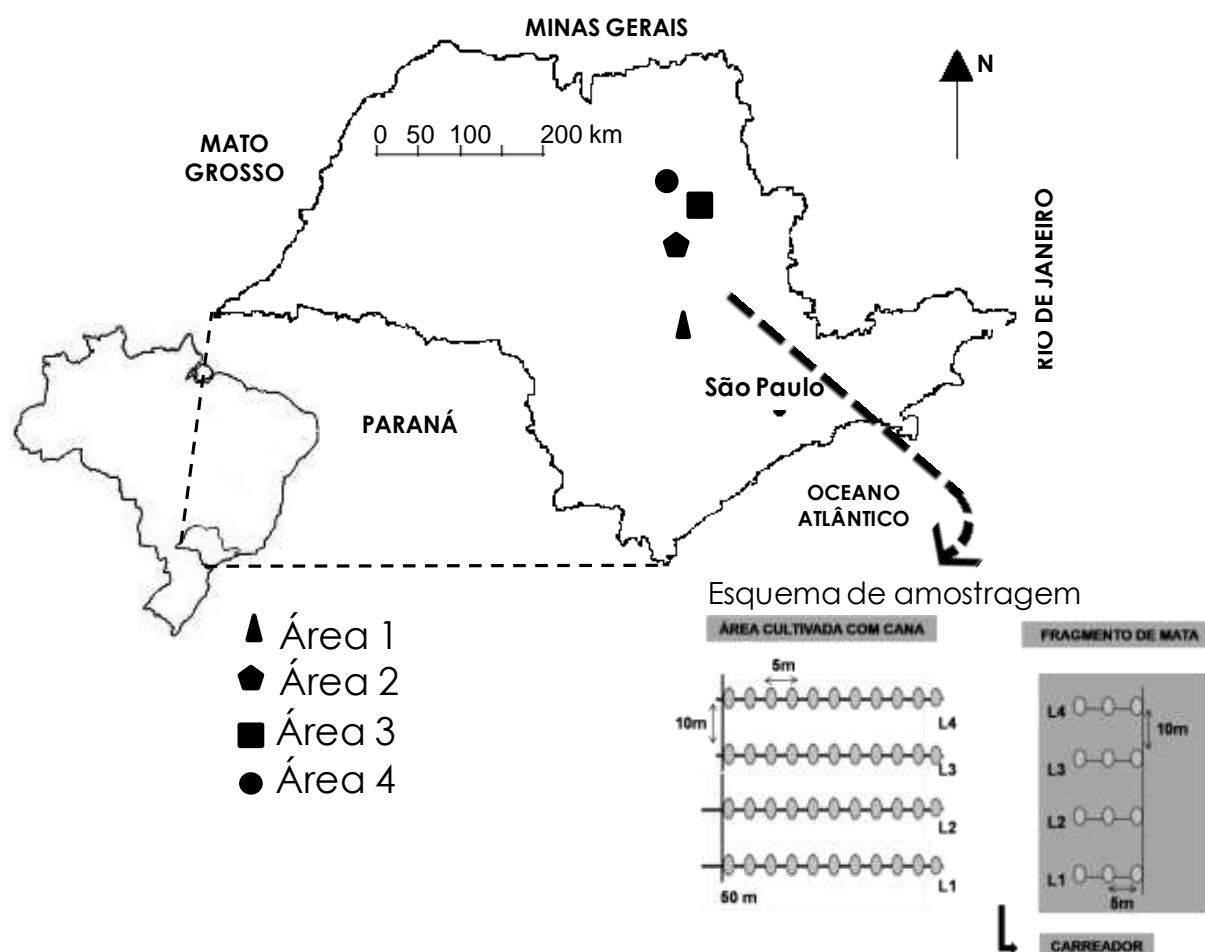 MINAS GERAIS
N
0 50 100 200 km
MATO
GROSSO
RIO DE JANEIRO
São Paulo
PARANÁ
OCEANO
ATLÂNTICO
Esquema de amostragem
Área 1
Área 2
Área 3
Área 4
ÁREA CULTIVADA COM CANA
5m
10m
L4
L3
L2
L1
50 m
FRAGMENTO DE MATA
L4
10m
L3
L2
L1
5m
CARREADOR